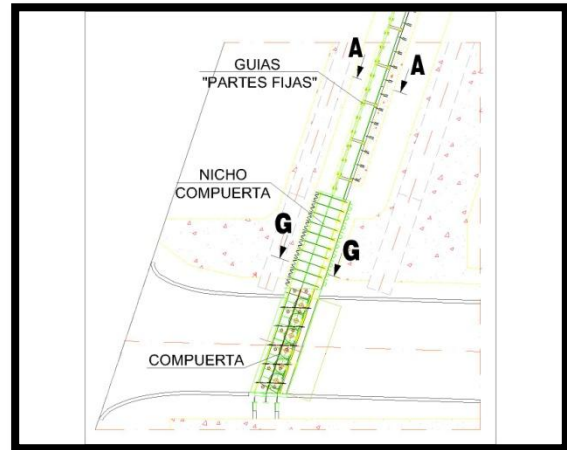 A
A
GUIAS
"PARTES FIJAS"
NICHO
COMPUERTA
G
G
COMPUERTA